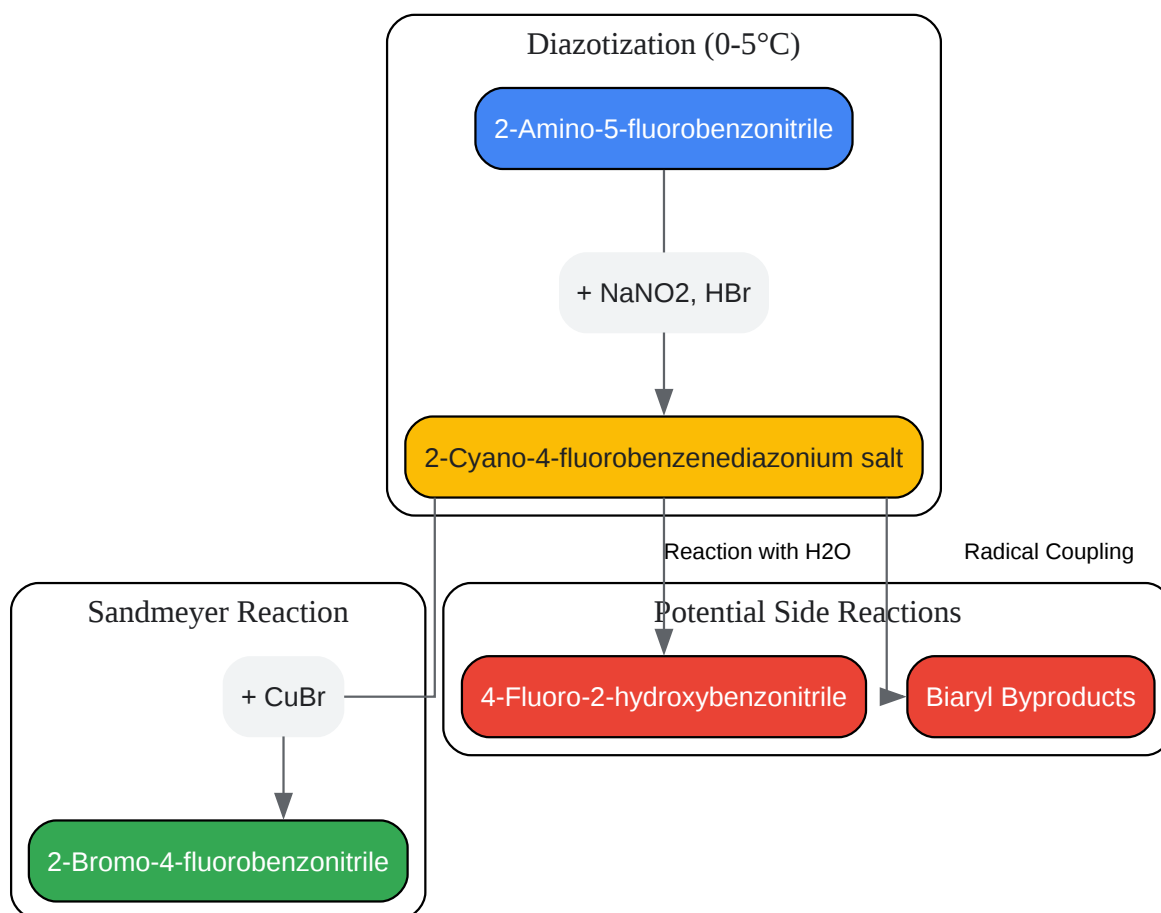 Diazotization (0-5°C)
2-Amino-5-fluorobenzonitrile
+ NaNO2, HBr
2-Cyano-4-fluorobenzenediazonium salt
Reaction with H2O
Radical Coupling
Sandmeyer Reaction
Potential Side Reactions
+ CuBr
4-Fluoro-2-hydroxybenzonitrile
Biaryl Byproducts
2-Bromo-4-fluorobenzonitrile